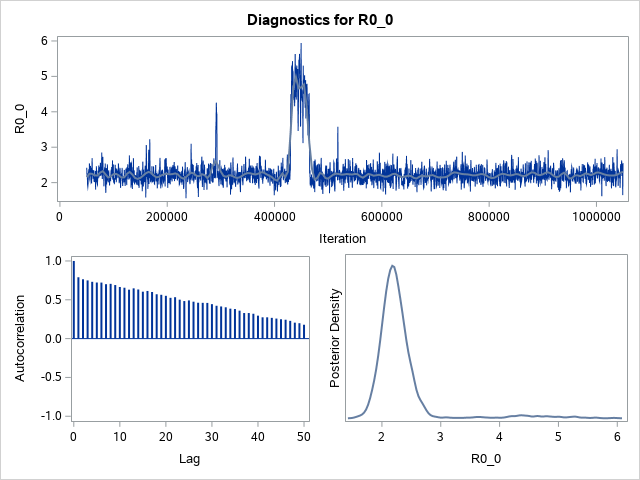 Diagnostics for R0_0
R0_0
6
5
4
3
2
0 200000 400000 600000 800000 1000000
Iteration
Autocorrelation
1.0
0.5
0.0
-0.5
-1.0
0 10 20 30 40 50
Lag
Posterior Density
2 3 4 5 6
R0_0